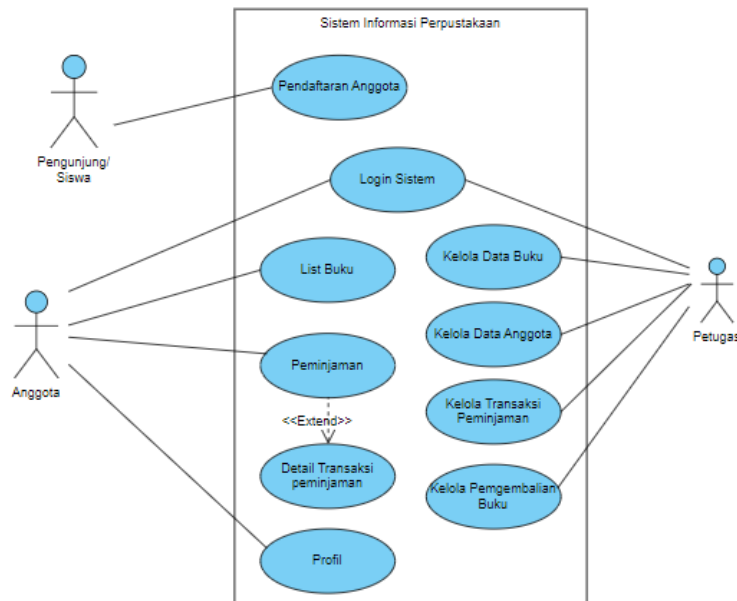 Sistem Informasi Perpustakaan
Pendaftaran Anggota
Pengunjung/
Siswa
Login Sistem
List Buku
Kelola Data Buku
Anggota
Peminjaman
Kelola Data Anggota
Petugas
<<Extend>>
Kelola Transaksi
Peminjaman
Detail Transaksi
peminjaman
Kelola Pemgembalian
Buku
Profil